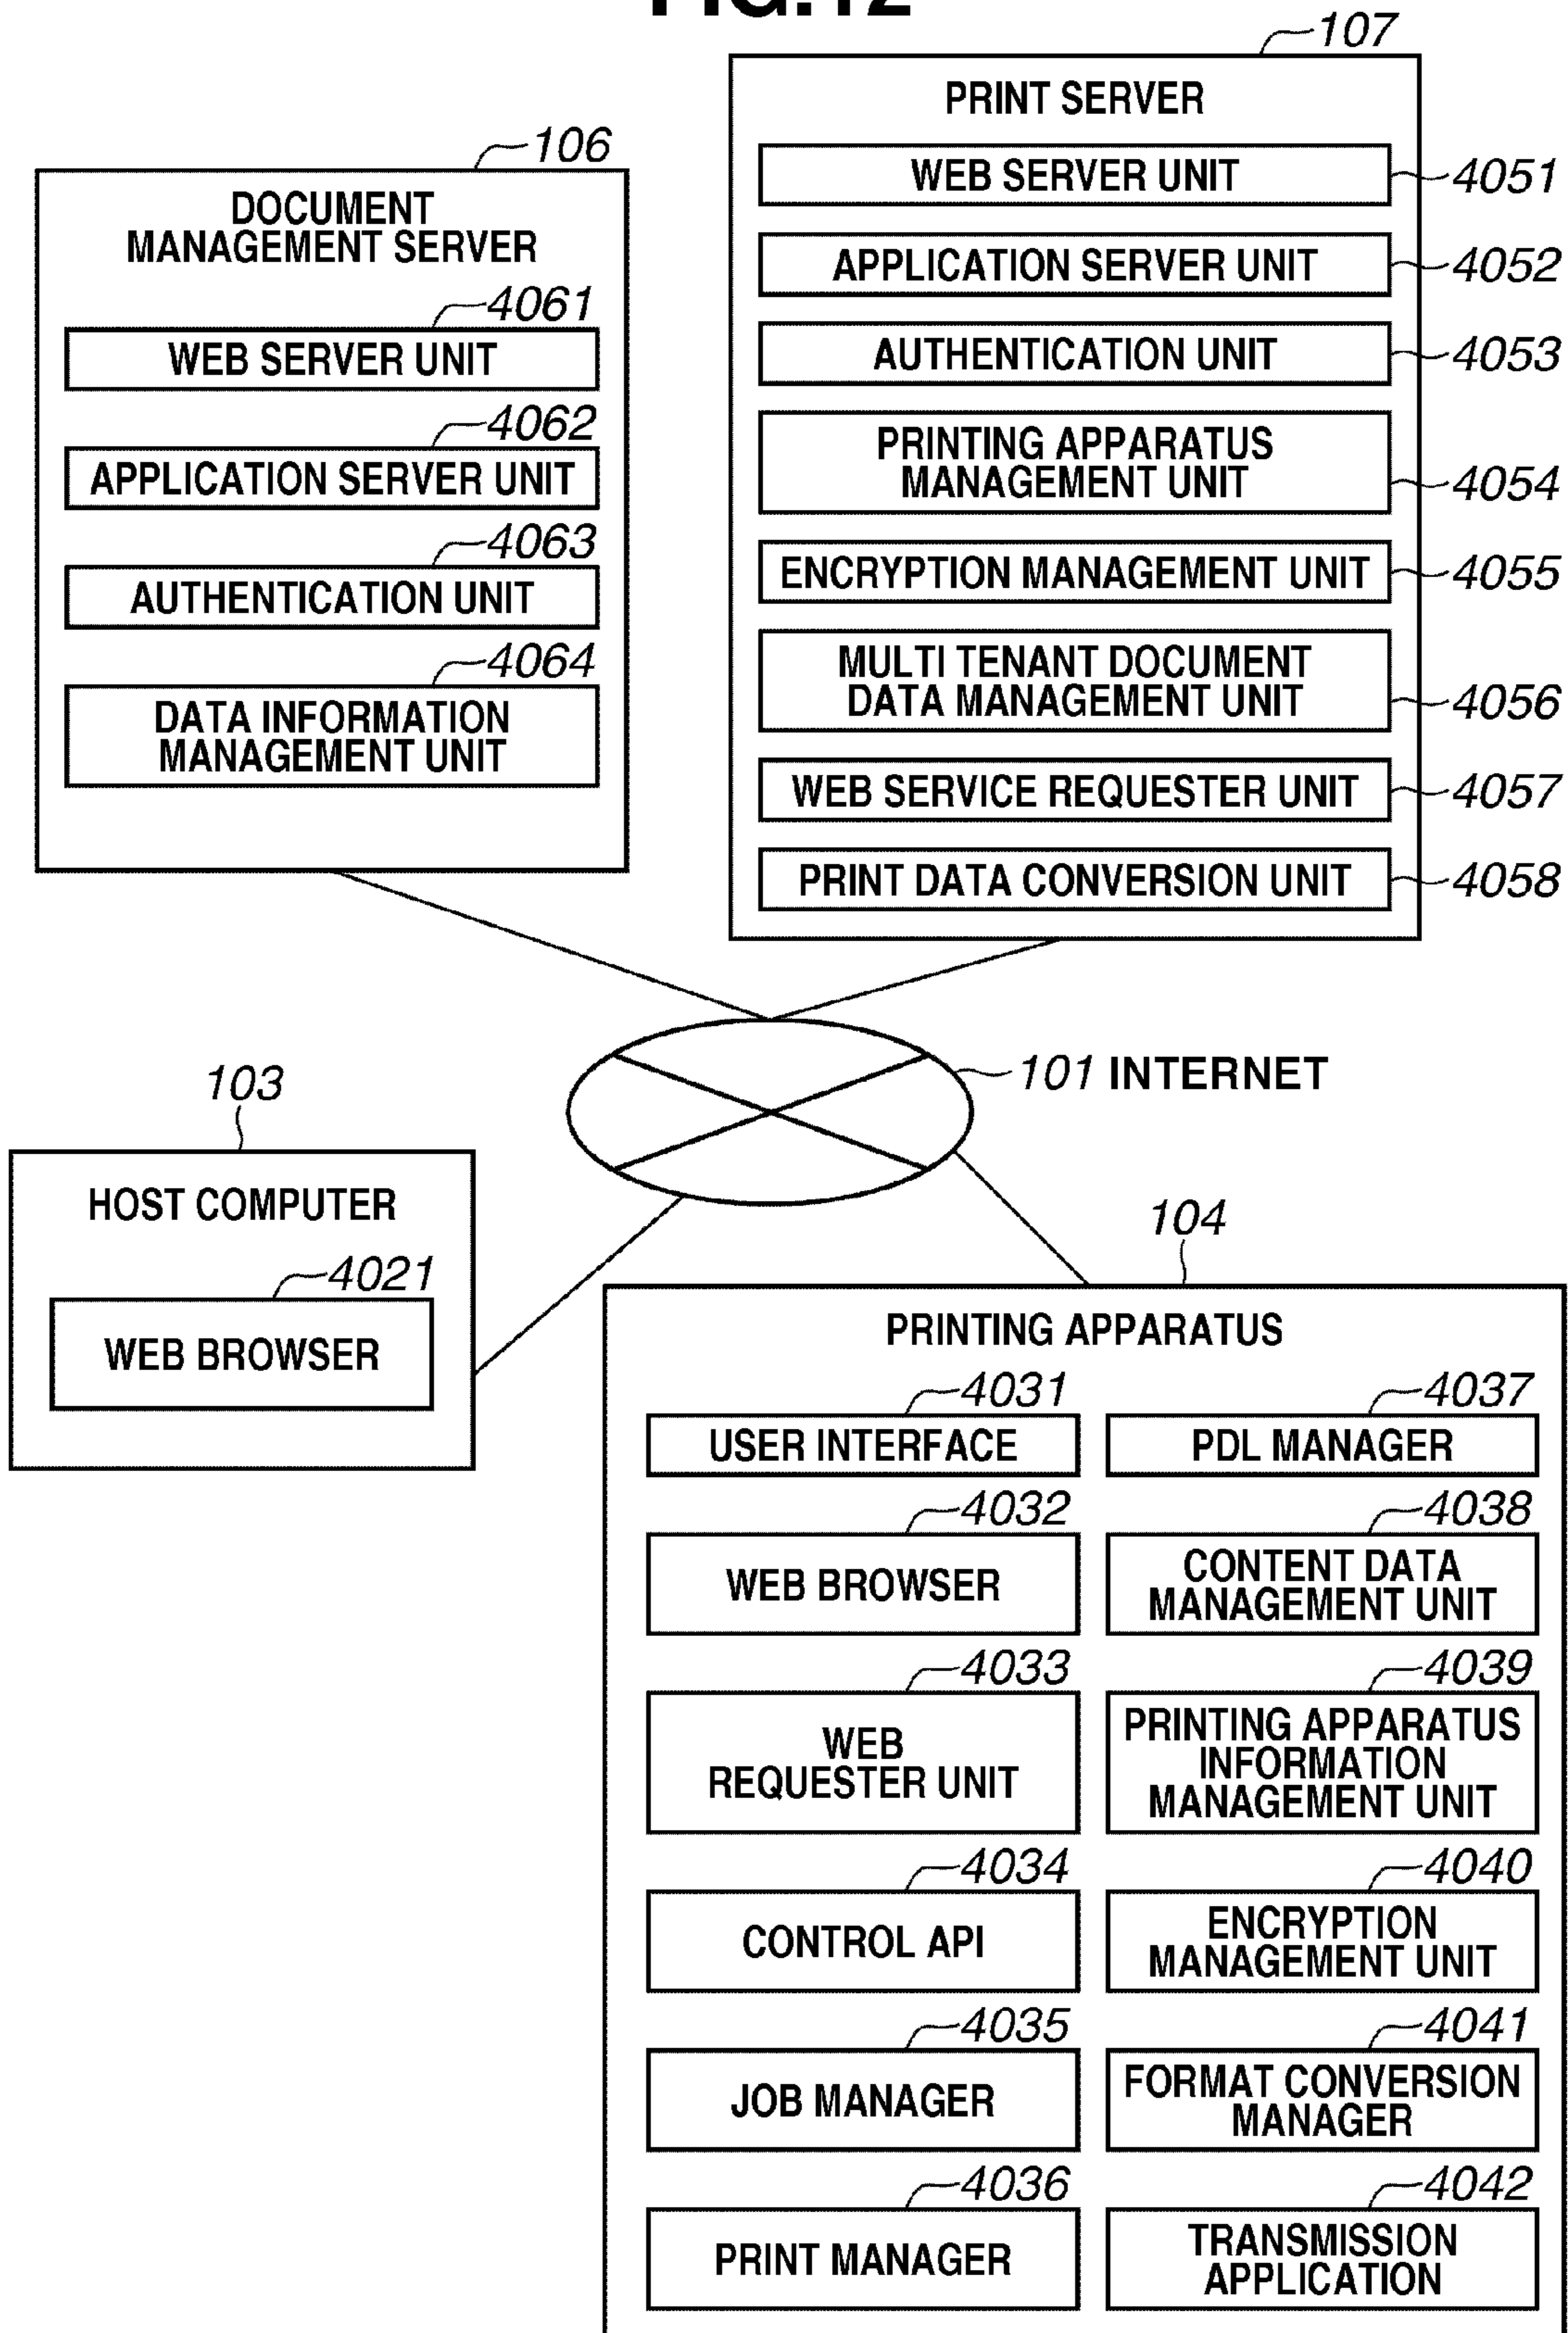 FIG.12
107
PRINT SERVER
WEB SERVER UNIT
4051
APPLICATION SERVER UNIT
4052
AUTHENTICATION UNIT
4053
PRINTING APPARATUS
MANAGEMENT UNIT
4054
ENCRYPTION MANAGEMENT UNIT
4055
MULTI TENANT DOCUMENT
DATA MANAGEMENT UNIT
4056
WEB SERVICE REQUESTER UNIT
4057
PRINT DATA CONVERSION UNIT
4058
106
DOCUMENT
MANAGEMENT SERVER
4061
WEB SERVER UNIT
4062
APPLICATION SERVER UNIT
4063
AUTHENTICATION UNIT
4064
DATA INFORMATION
MANAGEMENT UNIT
101 INTERNET
103
HOST COMPUTER
4021
WEB BROWSER
104
PRINTING APPARATUS
4031
USER INTERFACE
4032
WEB BROWSER
4033
WEB
REQUESTER UNIT
4034
CONTROL API
4035
JOB MANAGER
4036
PRINT MANAGER
4037
PDL MANAGER
4038
CONTENT DATA
MANAGEMENT UNIT
4039
PRINTING APPARATUS
INFORMATION
MANAGEMENT UNIT
4040
ENCRYPTION
MANAGEMENT UNIT
4041
FORMAT CONVERSION
MANAGER
4042
TRANSMISSION
APPLICATION